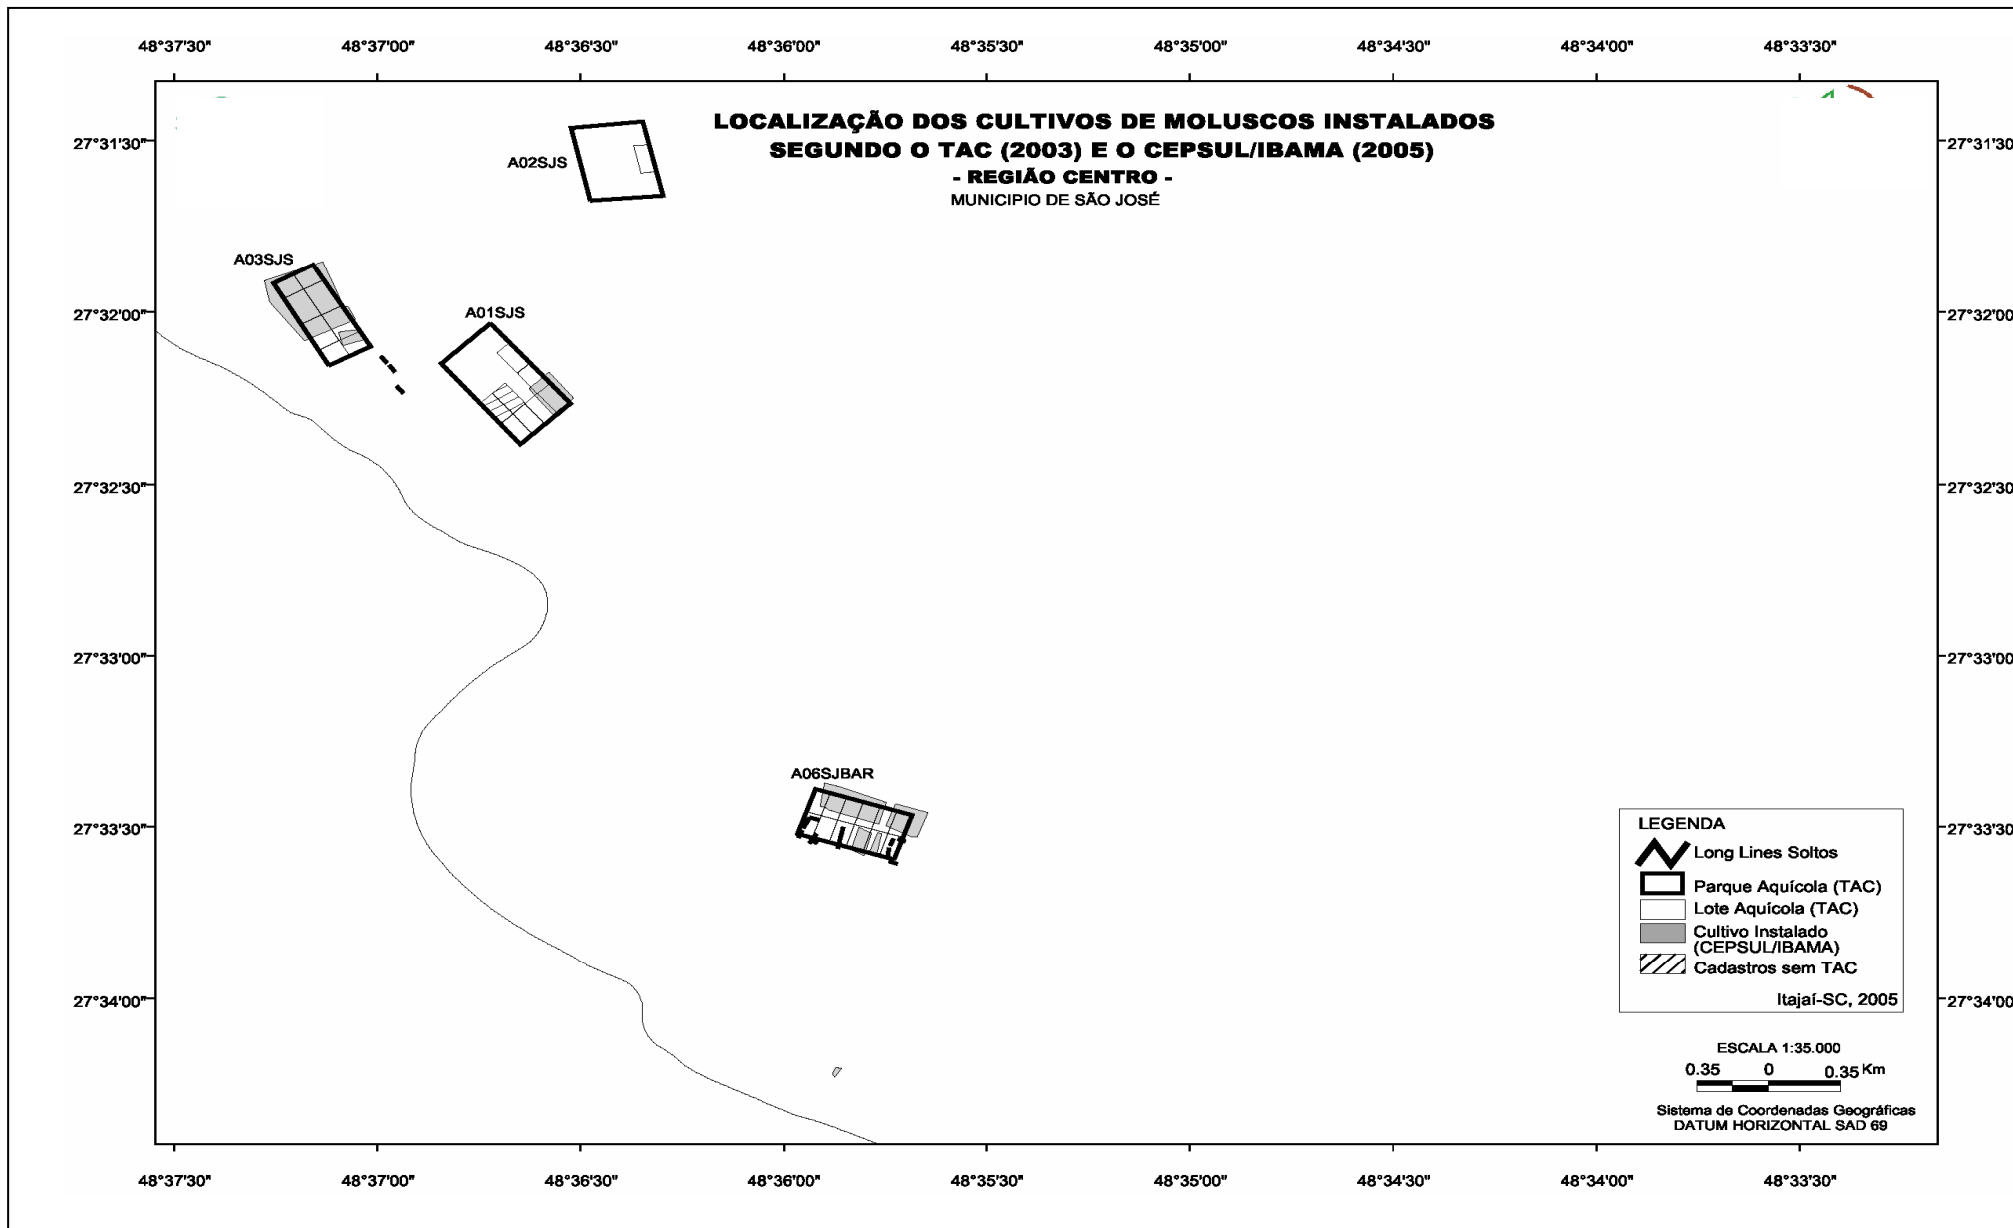 48°37'30" 48°37'00" 48°36'30" 48°36'00" 48°35'30" 48°35'00" 48°34'30" 48°34'00" 48°33'30"
LOCALIZAÇÃO DOS CULTIVOS DE MOLUSCOS INSTALADOS
SEGUNDO O TAC (2003) E O CEPSUL/IBAMA (2005)
- REGIÃO CENTRO -
MUNICIPIO DE SÃO JOSÉ
27°31'30" 27°31'30
A02SJS
A03SJS
27°32'00" 27°32'00
A01SJS
27°32'30" 27°32'30
27°33'00" 27°33'00
A06SJBAR
27°33'30" 27°33'30
27°34'00" 27°34'00
LEGENDA
Long Lines Soltos
Parque Aquícola (TAC)
Lote Aquícola (TAC)
Cultivo Instalado
(CEPSUL/IBAMA)
Cadastros sem TAC
Itajaí-SC, 2005
ESCALA 1:35.000
0.35 0 0.35 Km
Sistema de Coordenadas Geográficas
DATUM HORIZONTAL SAD 69
48°37'30" 48°37'00" 48°36'30" 48°36'00" 48°35'30" 48°35'00" 48°34'30" 48°34'00" 48°33'30"